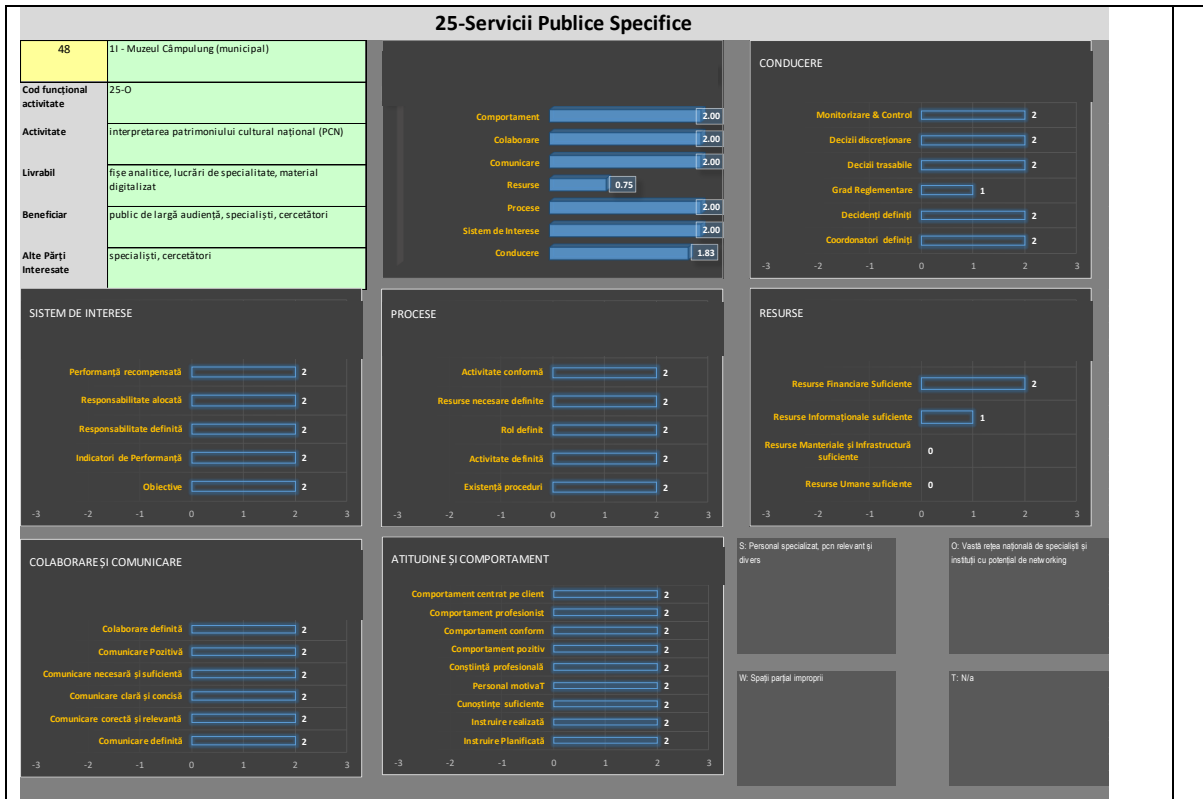 25-Servicii Publice Specifice
48
1I - Muzeul Câmpulung (municipal)
Cod funcțional
activitate
25-O
Activitate
interpretarea patrimoniului cultural național (PCN)
Livrabil
fișe analitice, lucrări de specialitate, material
digitalizat
Beneficiar
public de largă audiență, specialiști, cercetători
Alte Părți
Interesate
specialiști, cercetători
Comportament 2.00
Colaborare 2.00
Comunicare 2.00
Resurse 0.75
Procese 2.00
Sistem de Interese 2.00
Conducere 1.83
CONDUCERE
Monitorizare & Control 2
Decizii discreționare 2
Decizii trasabile 2
Grad Reglementare 1
Decidenți definiți 2
Coordonatori definiți 2
-3 -2 -1 0 1 2 3
SISTEM DE INTERESE
Performanță recompensată 2
Responsabilitate alocată 2
Responsabilitate definită 2
Indicatori de Performanță 2
Obiective 2
-3 -2 -1 0 1 2 3
PROCESE
Activitate conformă 2
Resurse necesare definite 2
Rol definit 2
Activitate definită 2
Existență proceduri 2
-3 -2 -1 0 1 2 3
RESURSE
Resurse Financiare Suficiente 2
Resurse Informaționale suficiente 1
Resurse Manteriale și Infrastructură
suficiente 0
Resurse Umane suficiente 0
-3 -2 -1 0 1 2 3
COLABORARE ȘI COMUNICARE
Colaborare definită 2
Comunicare Pozitivă 2
Comunicare necesară și suficientă 2
Comunicare clară și concisă 2
Comunicare corectă și relevantă 2
Comunicare definită 2
-3 -2 -1 0 1 2 3
ATITUDINE ȘI COMPORTAMENT
Comportament centrat pe client 2
Comportament profesionist 2
Comportament conform 2
Comportament pozitiv 2
Conștiință profesională 2
Personal motivaT 2
Cunoștințe suficiente 2
Instruire realizată 2
Instruire Planificată 2
-3 -2 -1 0 1 2 3
S: Personal specializat, pcn relevant și
divers
O: Vastă rețea națională de specialiști și
instituții cu potențial de networking
W: Spații parțial improprii
T: N/a